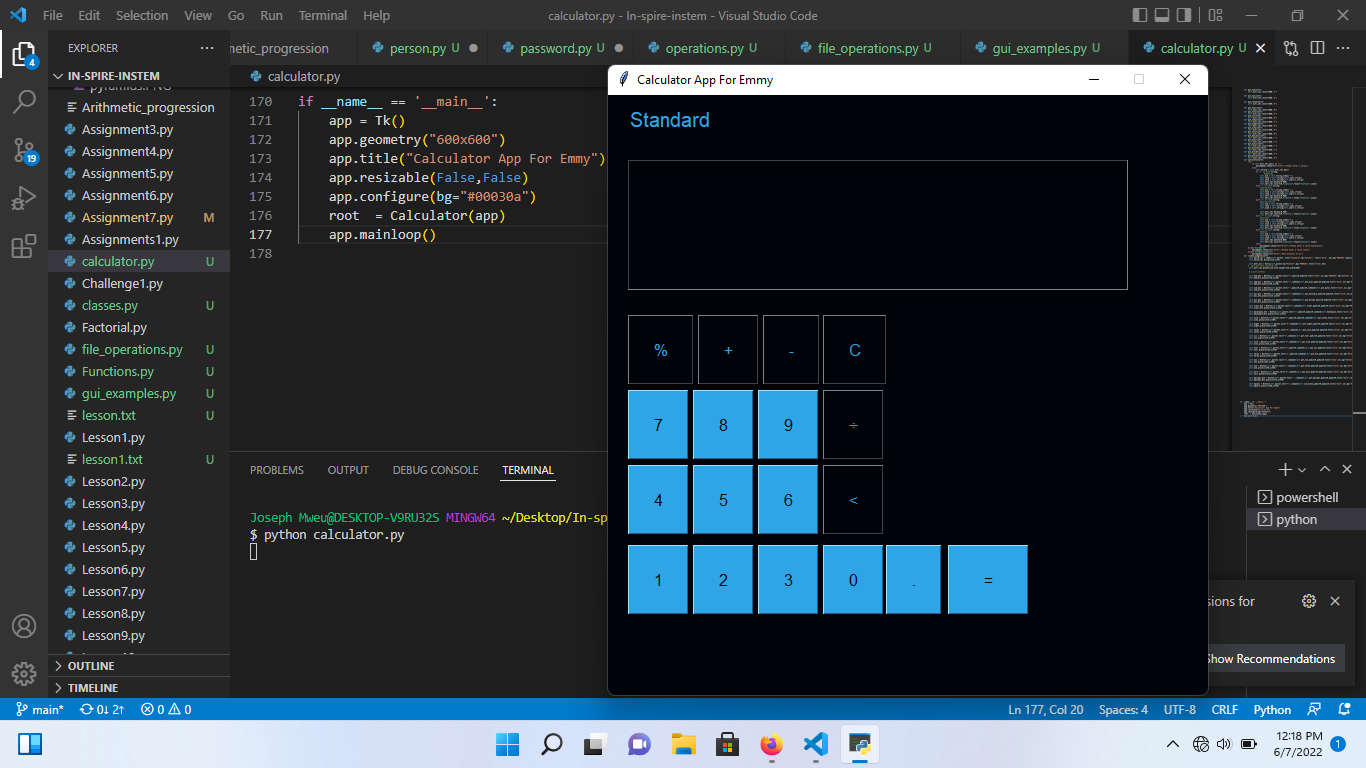 File Edit Selection View Go Run Terminal Help
calculator.py - In-spire-instem - Visual Studio Code
EXPLORER
IN-SPIRE-INSTEM
pyramids.PNG
Arithmetic_progression
Assignment3.py
Assignment4.py
Assignment5.py
Assignment6.py
Assignment7.py M
Assignments1.py
calculator.py U
Challenge1.py
classes.py U
Factorial.py
file_operations.py U
Functions.py U
gui_examples.py U
lesson.txt U
Lesson1.py
lesson1.txt U
Lesson2.py
Lesson3.py
Lesson4.py
Lesson5.py
Lesson6.py
Lesson7.py
Lesson8.py
Lesson9.py
OUTLINE
TIMELINE
4
19
netic_progression person.py U password.py U operations.py U file_operations.py U gui_examples.py U calculator.py U
calculator.py
170 if __name__ == '__main__':
171 app = Tk()
172 app.geometry("600x600")
173 app.title("Calculator App For Emmy")
174 app.resizable(False,False)
175 app.configure(bg="#00030a")
176 root = Calculator(app)
177 app.mainloop()
178
PROBLEMS OUTPUT DEBUG CONSOLE TERMINAL
Joseph Mweu@DESKTOP-V9RU32S MINGW64 ~/Desktop/In-sp
$ python calculator.py
powershell
python
Calculator App For Emmy
Standard
% + - C
7 8 9 ÷
4 5 6 <
1 2 3 0 . =
sions for
Show Recommendations
main* 0↓ 2↑ 0 0
Ln 177, Col 20 Spaces: 4 UTF-8 CRLF Python
12:18 PM
6/7/2022
1